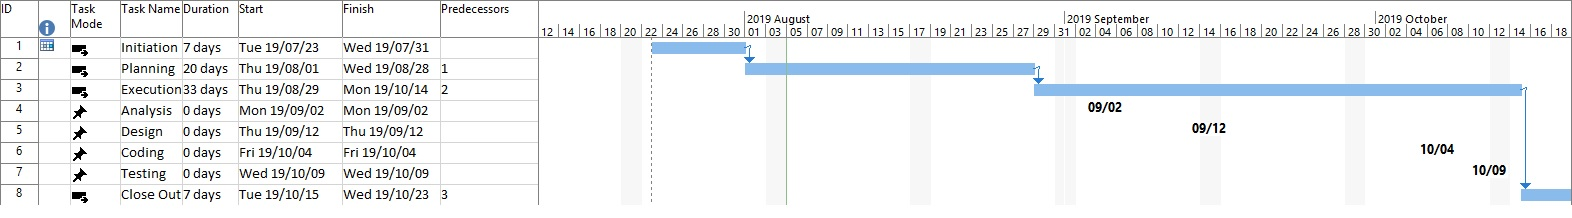 ID Task Mode Task Name Duration Start Finish Predecessors
2019 August 2019 September 2019 October
12 14 16 18 20 22 24 26 28 30 01 03 05 07 09 11 13 15 17 19 21 23 25 27 29 31 02 04 06 08 10 12 14 16 18 20 22 24 26 28 30 02 04 06 08 10 12 14 16 18
1 Initiation 7 days Tue 19/07/23 Wed 19/07/31
2 Planning 20 days Thu 19/08/01 Wed 19/08/28 1
3 Execution 33 days Thu 19/08/29 Mon 19/10/14 2
4 Analysis 0 days Mon 19/09/02 Mon 19/09/02 09/02
5 Design 0 days Thu 19/09/12 Thu 19/09/12 09/12
6 Coding 0 days Fri 19/10/04 Fri 19/10/04 10/04
7 Testing 0 days Wed 19/10/09 Wed 19/10/09 10/09
8 Close Out 7 days Tue 19/10/15 Wed 19/10/23 3